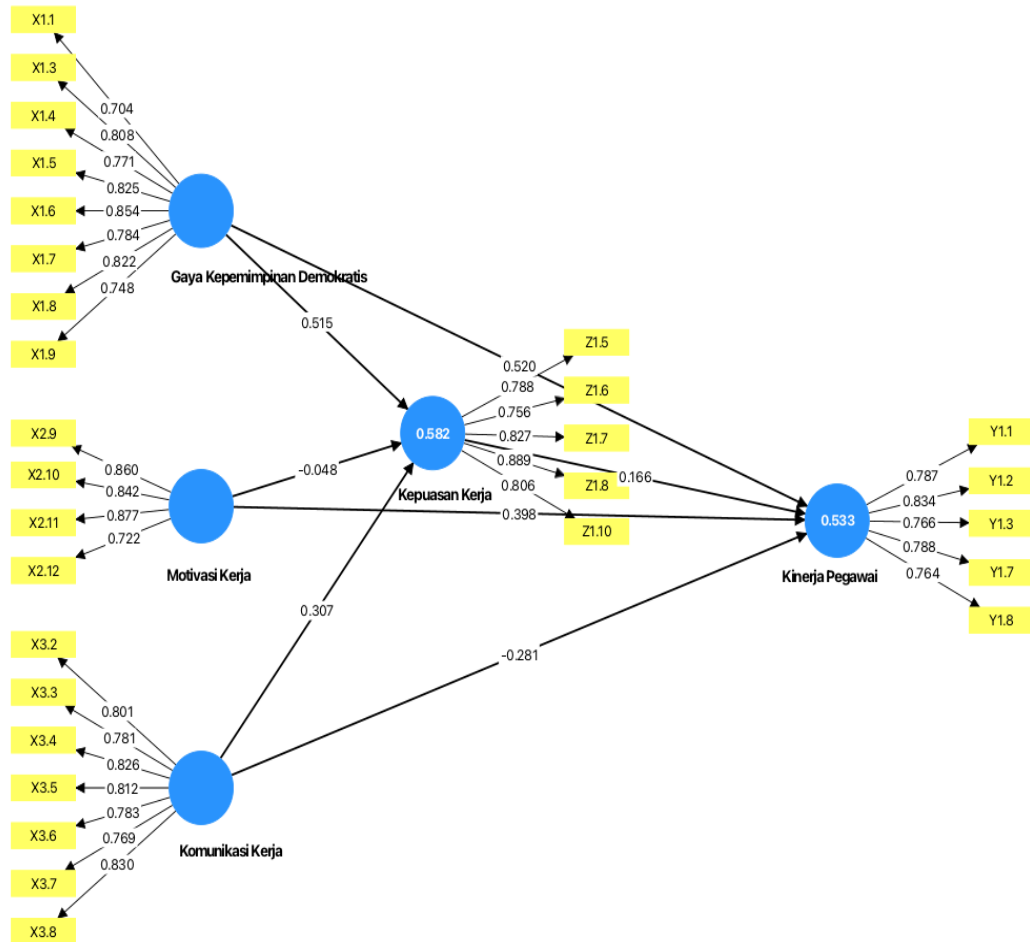 X1.1
X1.3
X1.4
X1.5
X1.6
X1.7
X1.8
X1.9
0.704
0.808
0.771
0.825
0.854
0.784
0.822
0.748
Gaya Kepemimpinan Demokratis
0.515
0.520
X2.9
X2.10
X2.11
X2.12
0.860
0.842
0.877
0.722
Motivasi Kerja
-0.048
0.398
X3.2
X3.3
X3.4
X3.5
X3.6
X3.7
X3.8
0.801
0.781
0.826
0.812
0.783
0.769
0.830
Komunikasi Kerja
0.307
-0.281
0.582
Kepuasan Kerja
0.788
0.756
0.827
0.889
0.806
Z1.5
Z1.6
Z1.7
Z1.8
Z1.10
0.166
0.533
Kinerja Pegawai
0.787
0.834
0.766
0.788
0.764
Y1.1
Y1.2
Y1.3
Y1.7
Y1.8